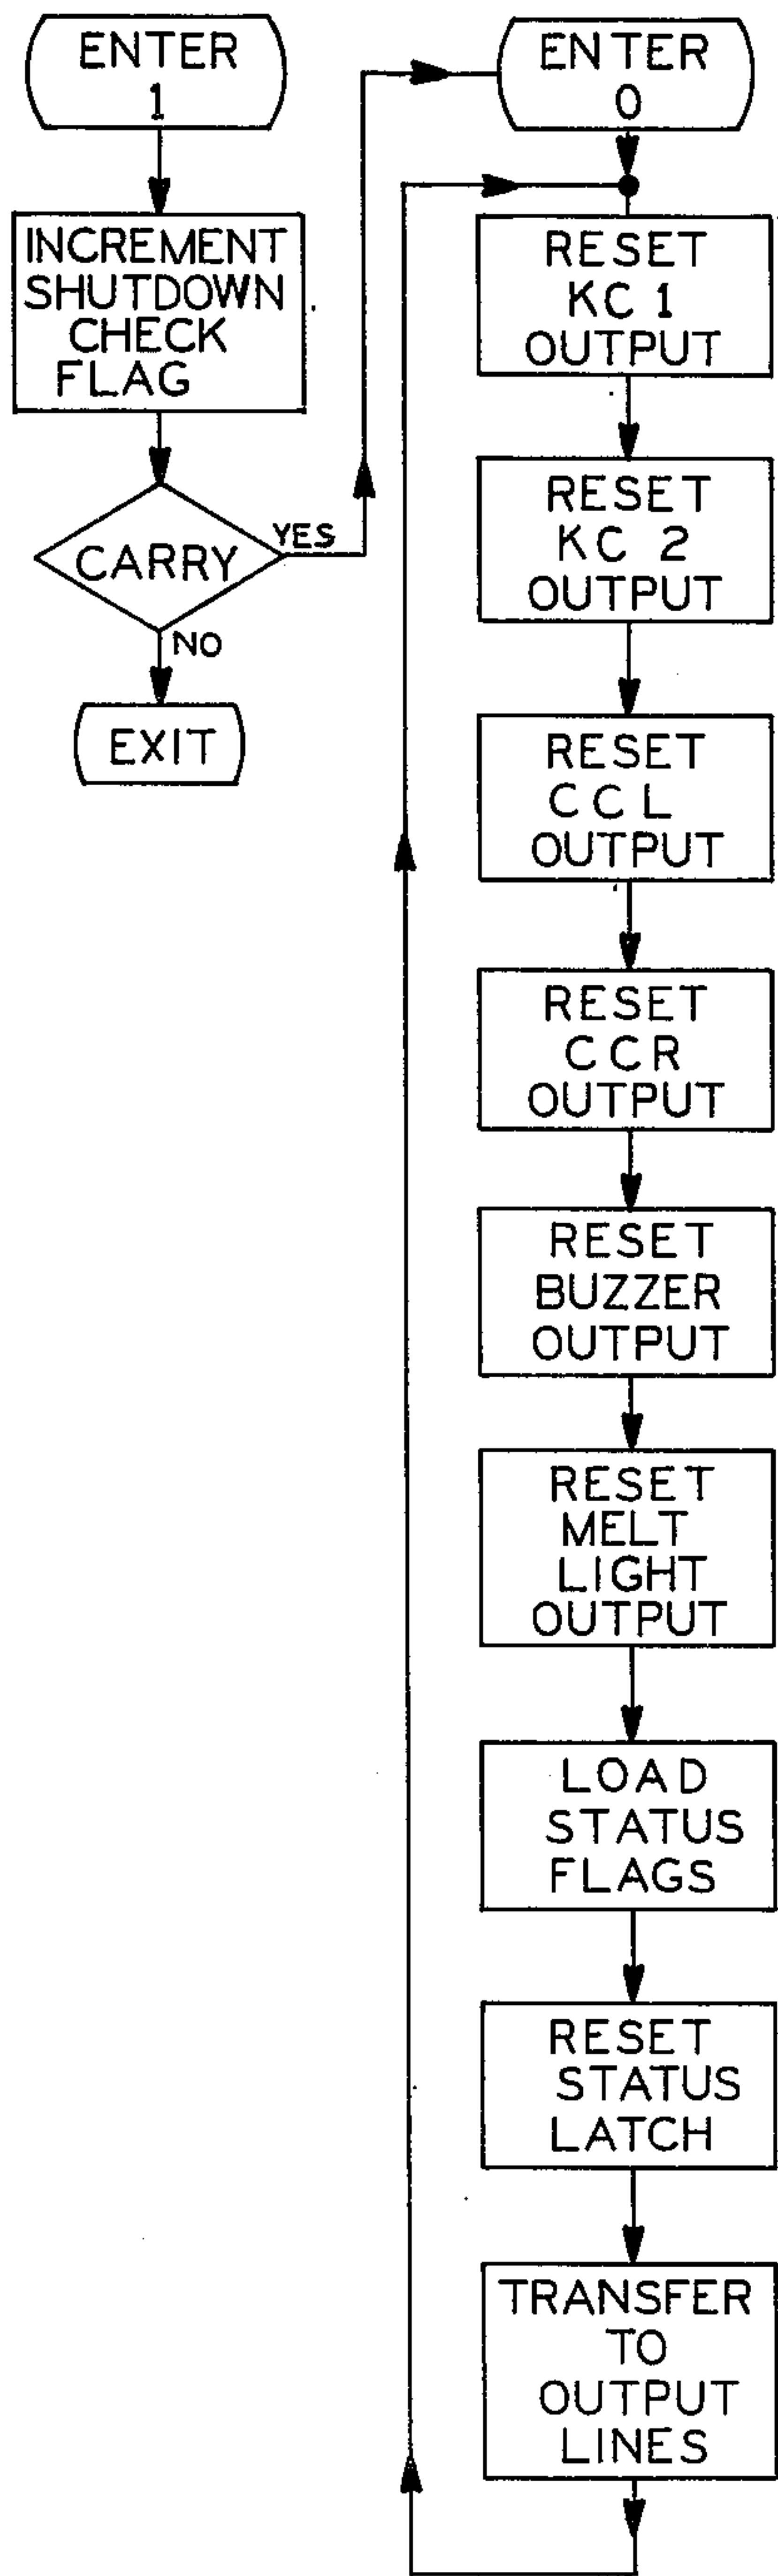 ENTER
1
INCREMENT
SHUTDOWN
CHECK
FLAG
CARRY
YES
NO
EXIT
ENTER
0
RESET
KC 1
OUTPUT
RESET
KC 2
OUTPUT
RESET
CCL
OUTPUT
RESET
CCR
OUTPUT
RESET
BUZZER
OUTPUT
RESET
MELT
LIGHT
OUTPUT
LOAD
STATUS
FLAGS
RESET
STATUS
LATCH
TRANSFER
TO
OUTPUT
LINES